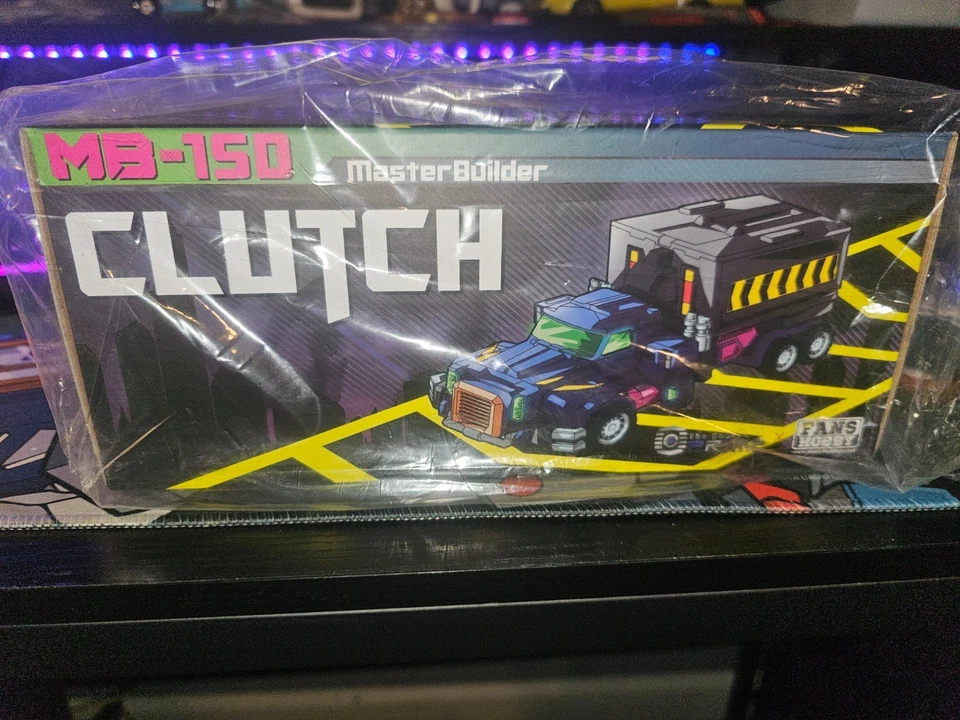 MB-15D
MasterBuilder
CLUTCH
FANS
HOBBY